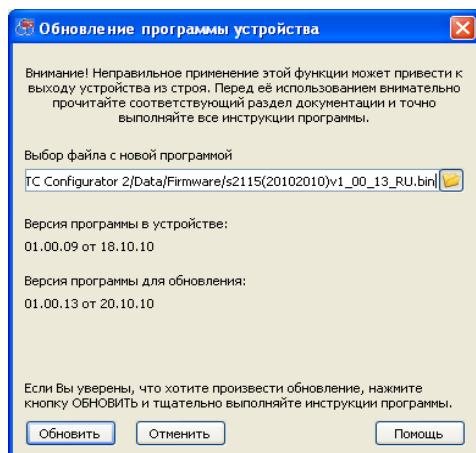 Обновление программы устройства
Внимание! Неправильное применение этой функции может привести к
выходу устройства из строя. Перед её использованием внимательно
прочитайте соответствующий раздел документации и точно
выполняйте все инструкции программы.
Выбор файла с новой программой
TC Configurator 2/Data/Firmware/s2115(20102010)v1_00_13_RU.bin
Версия программы в устройстве:
01.00.09 от 18.10.10
Версия программы для обновления:
01.00.13 от 20.10.10
Если Вы уверены, что хотите произвести обновление, нажмите
кнопку ОБНОВИТЬ и тщательно выполняйте инструкции программы.
Обновить Отменить Помощь